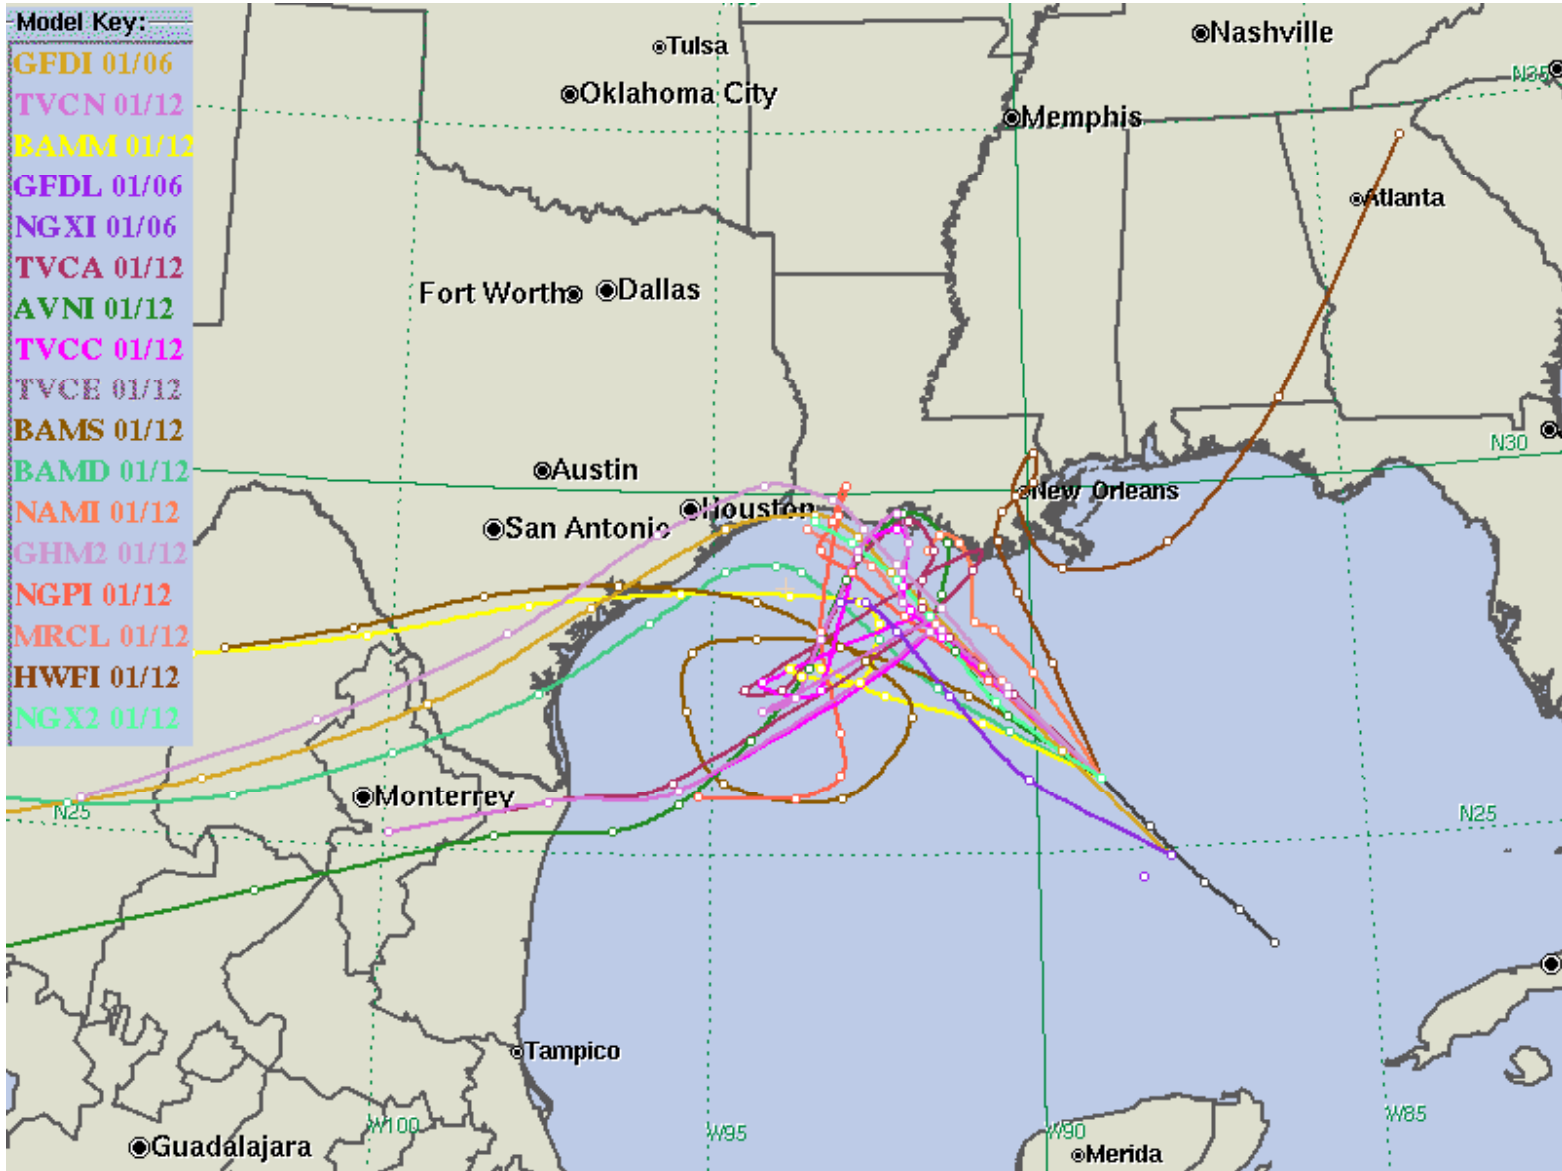 Model Key:
GFDI 01/06
TVCN 01/12
BAMM 01/12
GFDL 01/06
NGXI 01/06
TVCA 01/12
AVNI 01/12
TVCC 01/12
TVCE 01/12
BAMS 01/12
BAMD 01/12
NAMI 01/12
GHM2 01/12
NGPI 01/12
MRCL 01/12
HWFI 01/12
NGX2 01/12
Tulsa
Nashville
N35
Oklahoma City
Memphis
Atlanta
Fort Worth
Dallas
N30
Austin
New Orleans
Houston
San Antonio
Monterrey
N25
N25
Tampico
W100
W95
W90
W85
Guadalajara
Merida